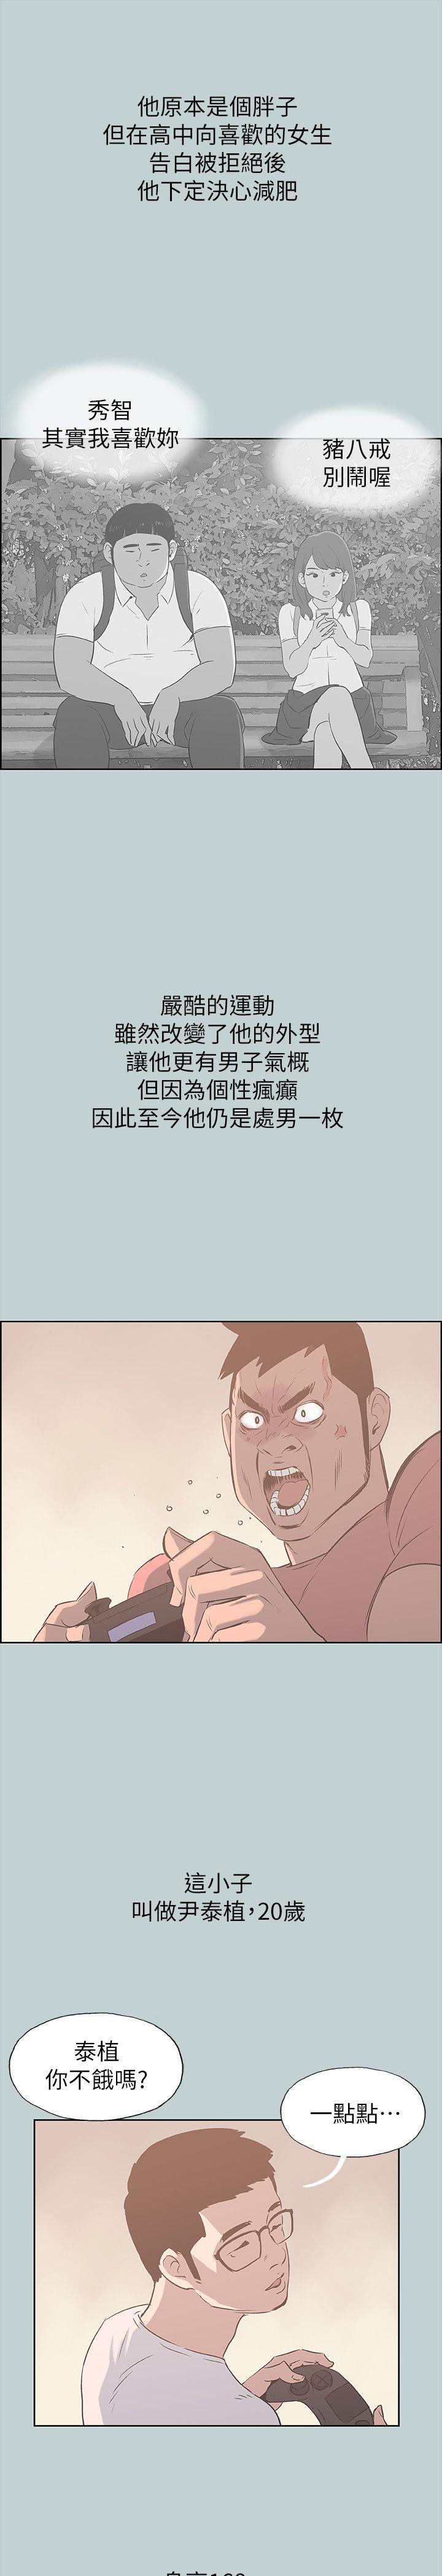 他原本是個胖子
但在高中向喜歡的女生
告白被拒絕後
他下定決心減肥
秀智
其實我喜歡妳
豬八戒
別鬧喔
嚴酷的運動
雖然改變了他的外型
讓他更有男子氣概
但因為個性瘋癲
因此至今他仍是處男一枚
這小子
叫做尹泰植，20歲
泰植
你不餓嗎?
一點點⋯